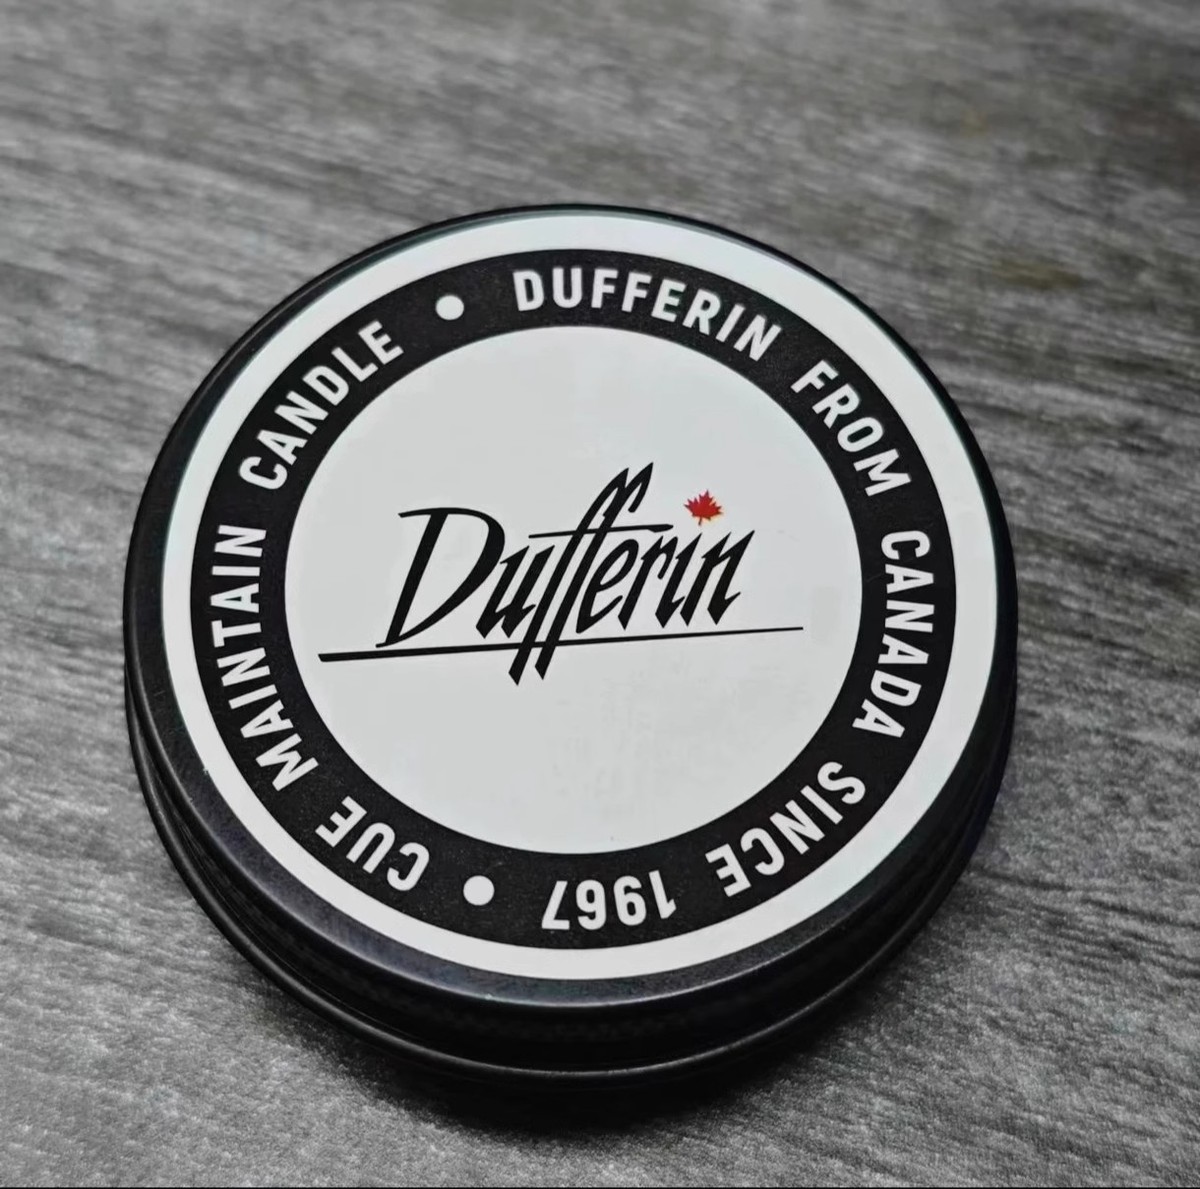 DUFFERIN FROM CANADA SINCE 1967 • CUE MAINTAIN CANDLE •
Dufferin